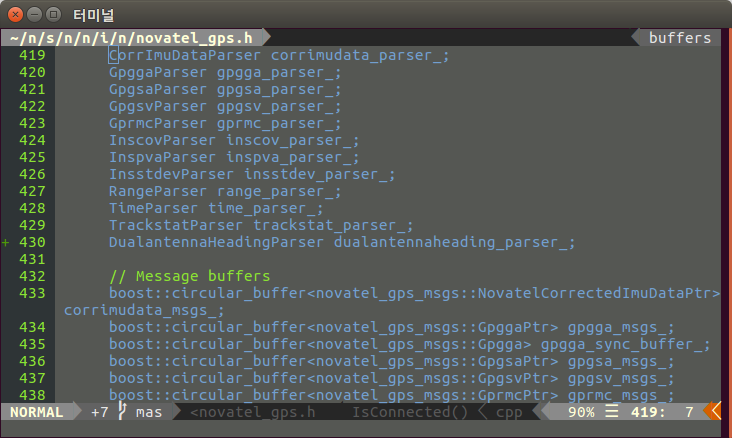 터미널
~/n/s/n/n/i/n/novatel_gps.h buffers
419 CorrImuDataParser corrimudata_parser_;
420 GpggaParser gpgga_parser_;
421 GpgsaParser gpgsa_parser_;
422 GpgsvParser gpgsv_parser_;
423 GprmcParser gprmc_parser_;
424 InscovParser inscov_parser_;
425 InspvaParser inspva_parser_;
426 InsstdevParser insstdev_parser_;
427 RangeParser range_parser_;
428 TimeParser time_parser_;
429 TrackstatParser trackstat_parser_;
+ 430 DualantennaHeadingParser dualantennaheading_parser_;
431
432 // Message buffers
433 boost::circular_buffer<novatel_gps_msgs::NovatelCorrectedImuDataPtr>
corrimudata_msgs_;
434 boost::circular_buffer<novatel_gps_msgs::GpggaPtr> gpgga_msgs_;
435 boost::circular_buffer<novatel_gps_msgs::Gpgga> gpgga_sync_buffer_;
436 boost::circular_buffer<novatel_gps_msgs::GpgsaPtr> gpgsa_msgs_;
437 boost::circular_buffer<novatel_gps_msgs::GpgsvPtr> gpgsv_msgs_;
438 boost::circular_buffer<novatel_gps_msgs::GprmcPtr> gprmc_msgs_;
NORMAL +7 mas <novatel_gps.h IsConnected() cpp 90% ☰ 419: 7